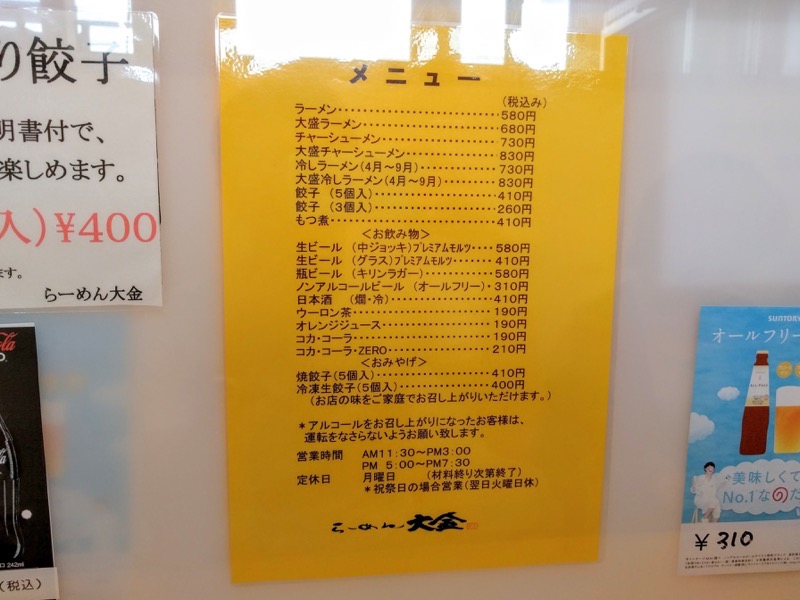 り餃子
明書付で、
楽しめます。
入)¥400
ます。
らーめん大金
(税込)
メニュー
(税込み)
ラーメン・・・・・・・・・・・・・・・・580円
大盛ラーメン・・・・・・・・・・・・・・680円
チャーシューメン・・・・・・・・・・・・730円
大盛チャーシューメン・・・・・・・・・・830円
冷しラーメン(4月〜9月)・・・・・・・・730円
大盛冷しラーメン(4月〜9月)・・・・・・830円
餃子 (5個入)・・・・・・・・・・・・・410円
餃子 (3個入)・・・・・・・・・・・・・260円
もつ煮・・・・・・・・・・・・・・・・・410円
<お飲み物>
生ビール (中ジョッキ)プレミアムモルツ・・・・580円
生ビール (グラス)プレミアムモルツ・・・・・・410円
瓶ビール (キリンラガー)・・・・・・・・580円
ノンアルコールビール (オールフリー)・310円
日本酒 (燗・冷)・・・・・・・・・・・・410円
ウーロン茶・・・・・・・・・・・・・・・190円
オレンジジュース・・・・・・・・・・・・190円
コカ・コーラ・・・・・・・・・・・・・・190円
コカ・コーラ・ZERO・・・・・・・・・・・210円
<おみやげ>
焼餃子(5個入)・・・・・・・・・・・・・410円
冷凍生餃子(5個入)・・・・・・・・・・・400円
(お店の味をご家庭でお召し上がりいただけます。)
*アルコールをお召し上がりになったお客様は、
運転をなさらないようお願い致します。
営業時間 AM11:30〜PM3:00
PM 5:00〜PM7:30
定休日 月曜日 (材料終り次第終了)
*祝祭日の場合営業(翌日火曜日休)
らーめん 大金
SUNTORY
オールフリー
美味しくて
No.1なのだ
¥310